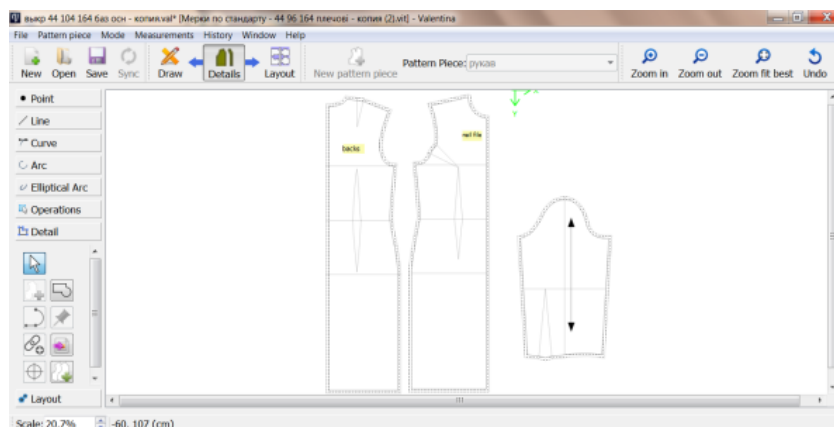 выкр 44 104 164 баз осн - копия.val* [Мерки по стандарту - 44 96 164 плечові - копия (2).vit] - Valentina
File Pattern piece Mode Measurements History Window Help
New Open Save Sync Draw Details Layout New pattern piece Pattern Piece: рукав Zoom in Zoom out Zoom fit best Undo
Point
Line
Curve
Arc
Elliptical Arc
Operations
Detail
Layout
backs
nail file
Y
Scale: 20.7% -60, 107 (cm)